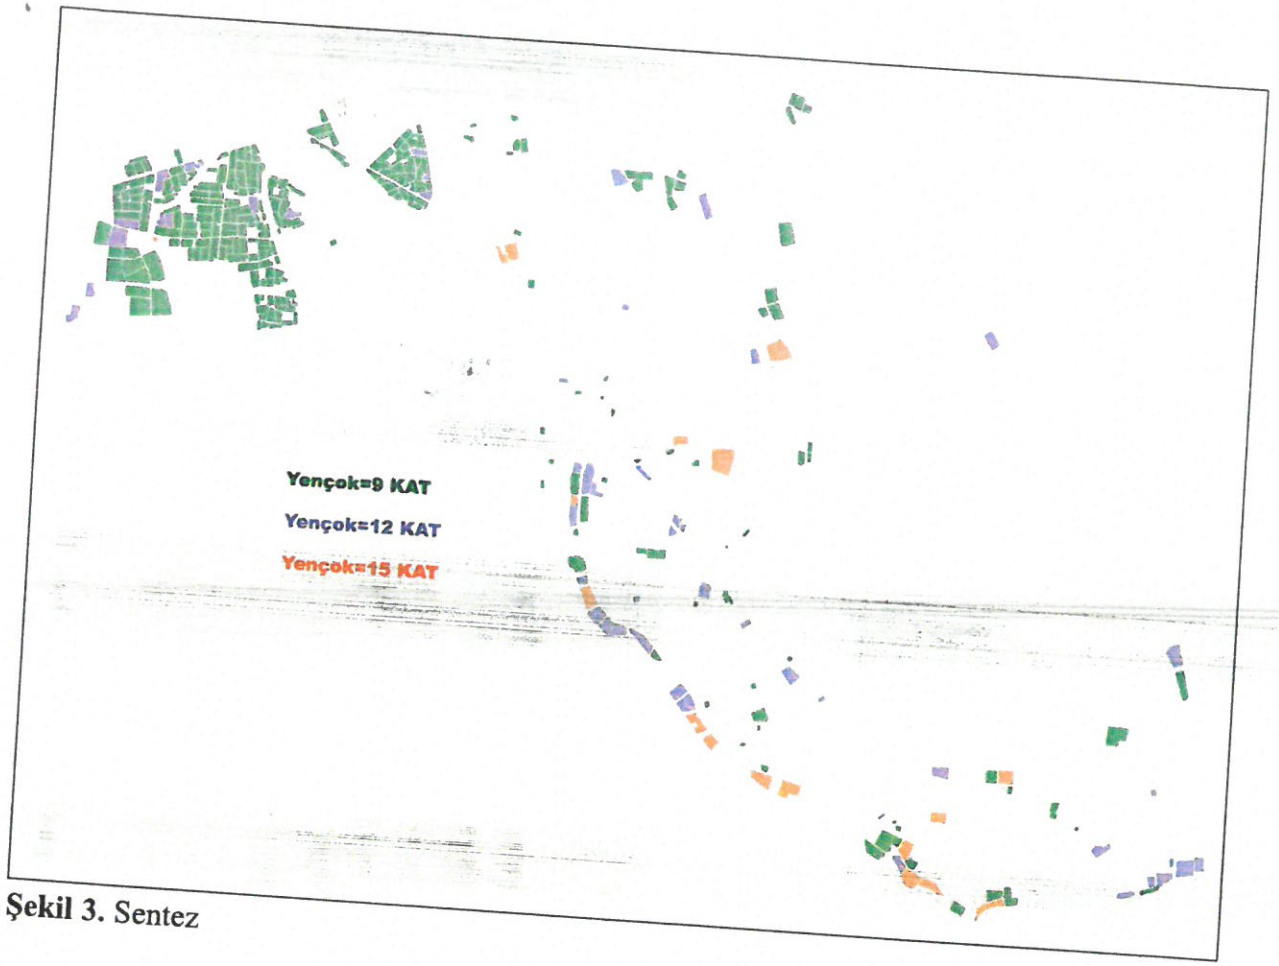 Yençok=9 KAT
Yençok=12 KAT
Yençok=15 KAT
Şekil 3. Sentez